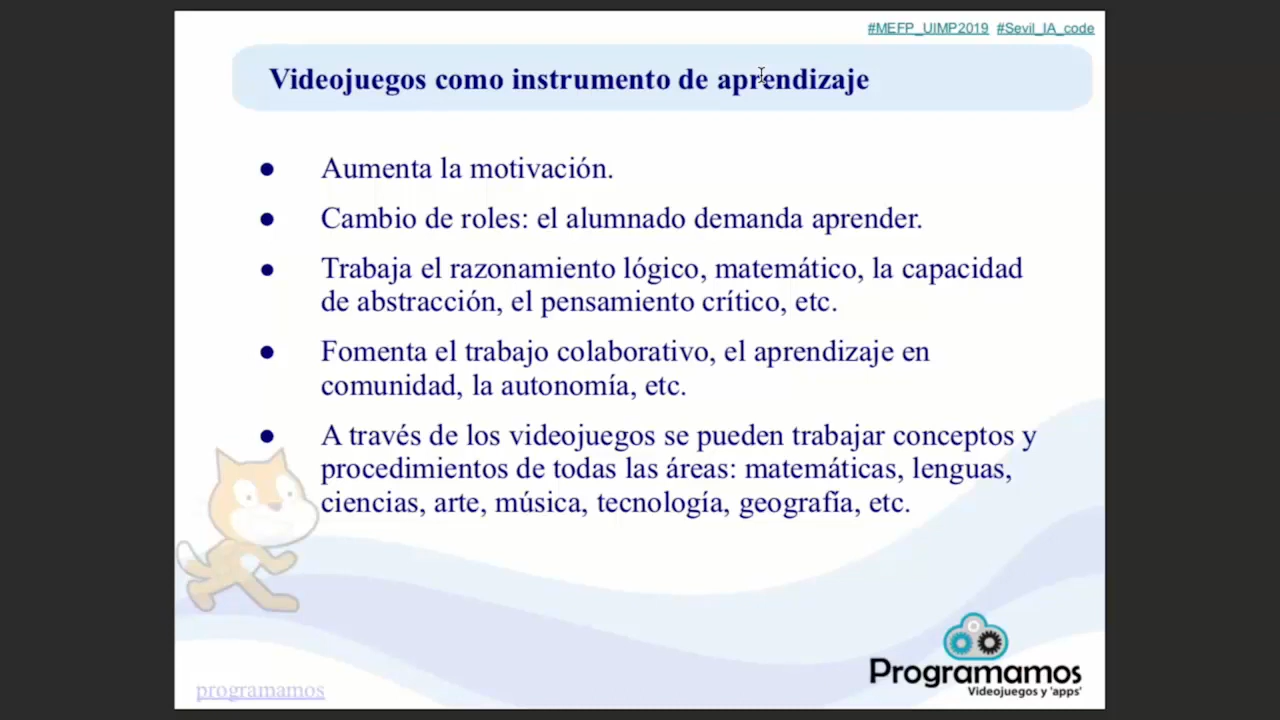 #MEFP_UIMP2019 #Sevil_IA_code
Videojuegos como instrumento de aprendizaje
● Aumenta la motivación.
● Cambio de roles: el alumnado demanda aprender.
● Trabaja el razonamiento lógico, matemático, la capacidad
de abstracción, el pensamiento crítico, etc.
● Fomenta el trabajo colaborativo, el aprendizaje en
comunidad, la autonomía, etc.
● A través de los videojuegos se pueden trabajar conceptos y
procedimientos de todas las áreas: matemáticas, lenguas,
ciencias, arte, música, tecnología, geografía, etc.
programamos
Programamos
Videojuegos y 'apps'